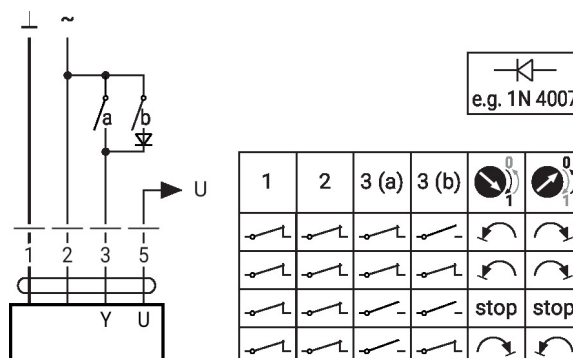 ⊥ ~
a b
U
1 2 3 5
Y U
e.g. 1N 4007
1 2 3 (a) 3 (b) 0 1 0 1
stop stop